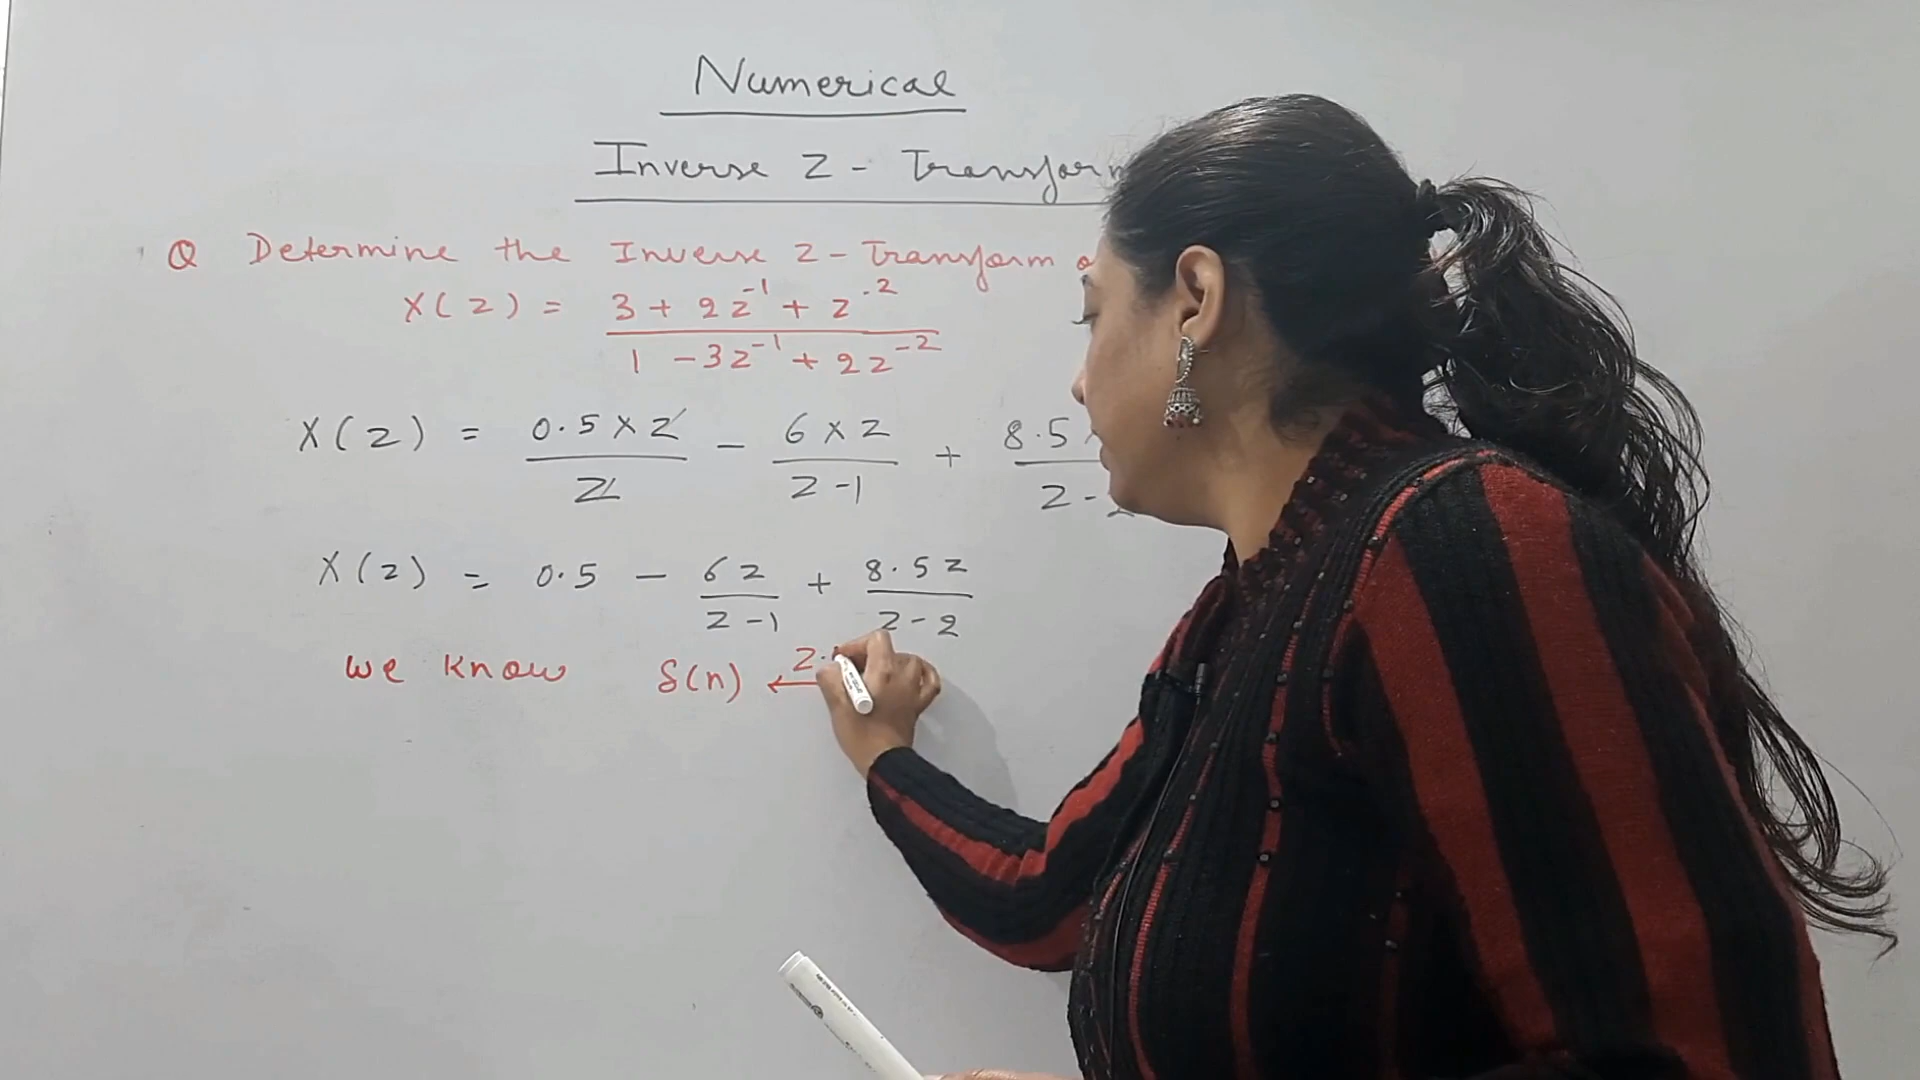 Numerical
Inverse Z - Transform
Q Determine the Inverse Z-Transform
X(z) = 3 + 2z⁻¹ + z⁻²
1 - 3z⁻¹ + 2z⁻²
X(z) = 0.5 × z - 6 × z + 8.5
z z - 1 z -
X(z) = 0.5 - 6z + 8.5z
z - 1 z - 2
we know δ(n) ← z.